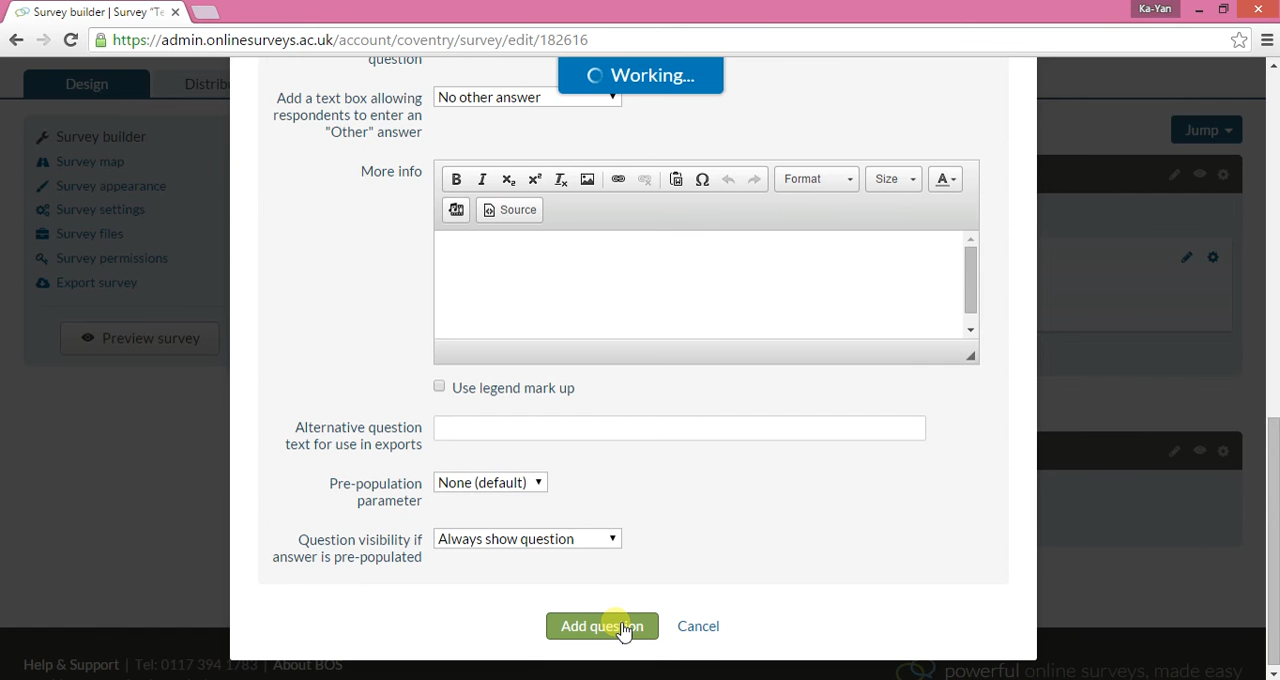 Survey builder | Survey "Te
Ka-Yan
https://admin.onlinesurveys.ac.uk/account/coventry/survey/edit/182616
Design
Distrib
question
Working...
Jump
Add a text box allowing
respondents to enter an
"Other" answer
No other answer
Survey builder
Survey map
Survey appearance
Survey settings
Survey files
Survey permissions
Export survey
Preview survey
More info
B I x₂ x² Iₓ Ω Format Size A
Source
Use legend mark up
Alternative question
text for use in exports
Pre-population
parameter
None (default)
Question visibility if
answer is pre-populated
Always show question
Add question
Cancel
Help & Support | Tel: 0117 394 1783 | About BOS
powerful online surveys, made easy